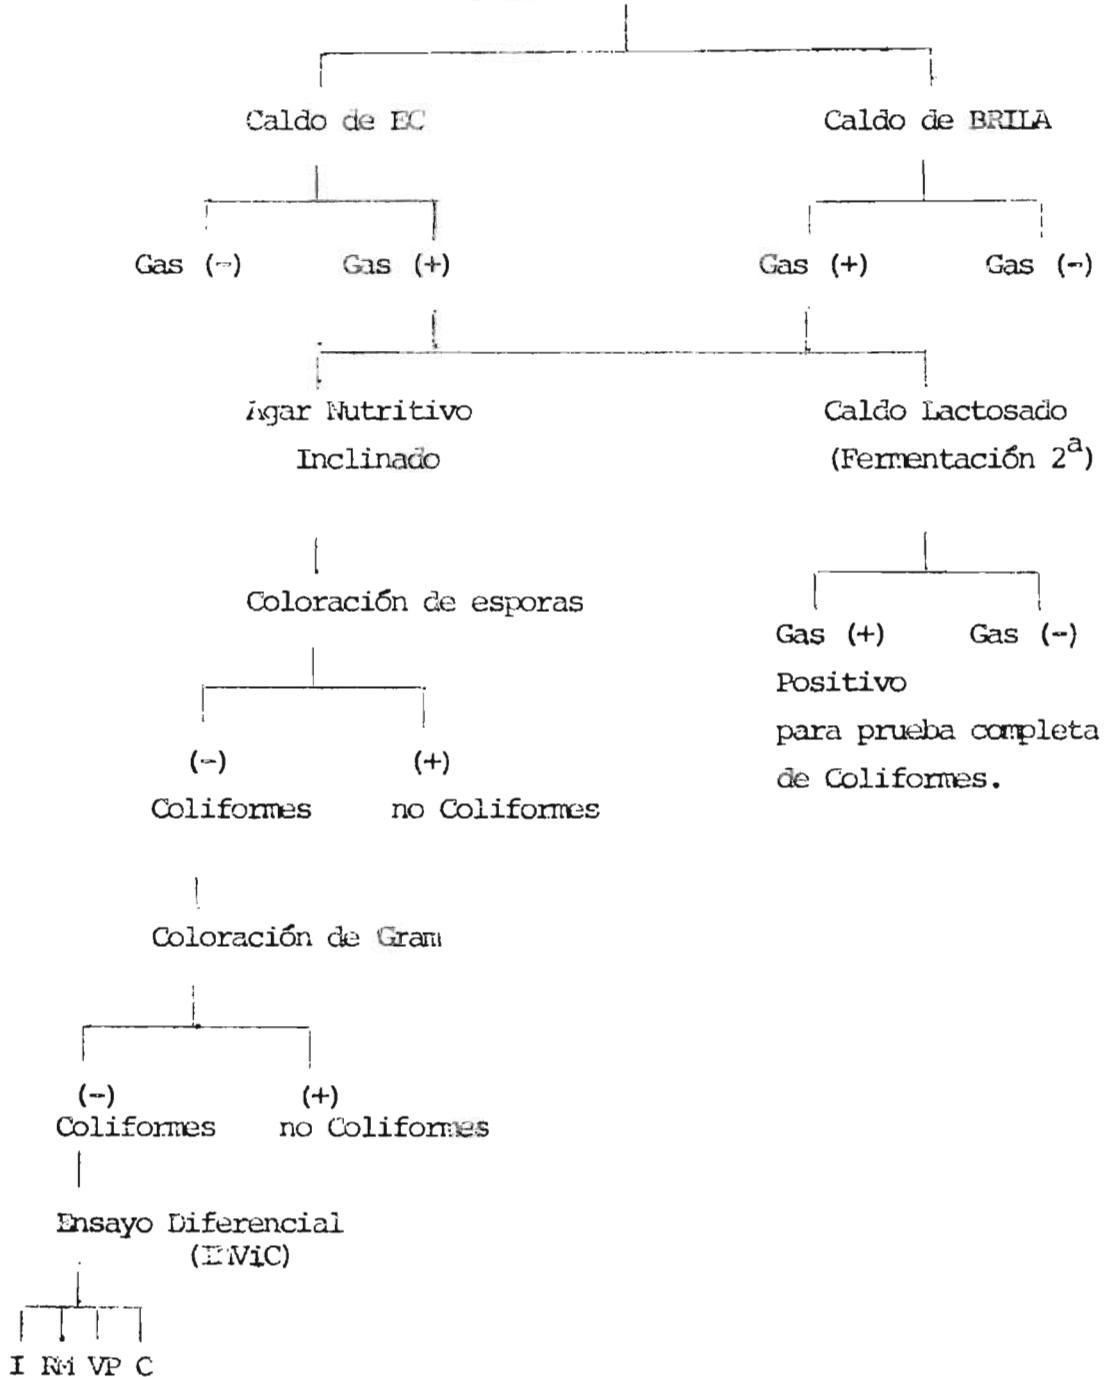 Caldo de EC
Caldo de BRILA
Gas (-)
Gas (+)
Gas (+)
Gas (-)
Agar Nutritivo
Inclinado
Caldo Lactosado
(Fermentación 2ª)
Coloración de esporas
Gas (+)
Gas (-)
Positivo
para prueba completa
de Coliformes.
(-)
(+)
Coliformes
no Coliformes
Coloración de Gram
(-)
(+)
Coliformes
no Coliformes
Ensayo Diferencial
(IMViC)
I RM VP C